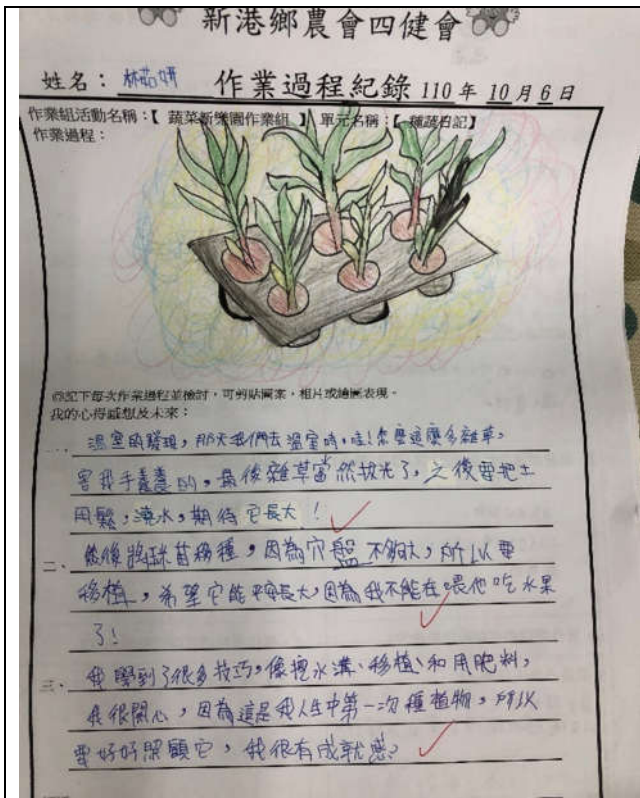 新港鄉農會四健會
姓名：林茹妍 作業過程紀錄 110 年 10 月 6 日
作業組活動名稱：【 蔬菜新樂園作業組 】 單元名稱：【 種蔬日記】
作業過程：
◎記下每次作業過程並檢討，可剪貼圖案，相片或繪圖表現。
我的心得感想及未來：
一、溫室的發現，那天我們去溫室時，哇!怎麼這麼多雜草，
害我手養養的，最後雜草當然拔光了，之後要把土
用鬆，澆水，期待它長大！
二、然後將球苗移種，因為穴盤不夠大，所以要
移植，希望它能平安長大，因為我不能在喂他吃水果
了!
三、我學到了很多技巧，像挖水溝、移植、和用肥料，
我很開心，因為這是我人生中第一次種植物，所以
要好好照顧它，我很有成就感。